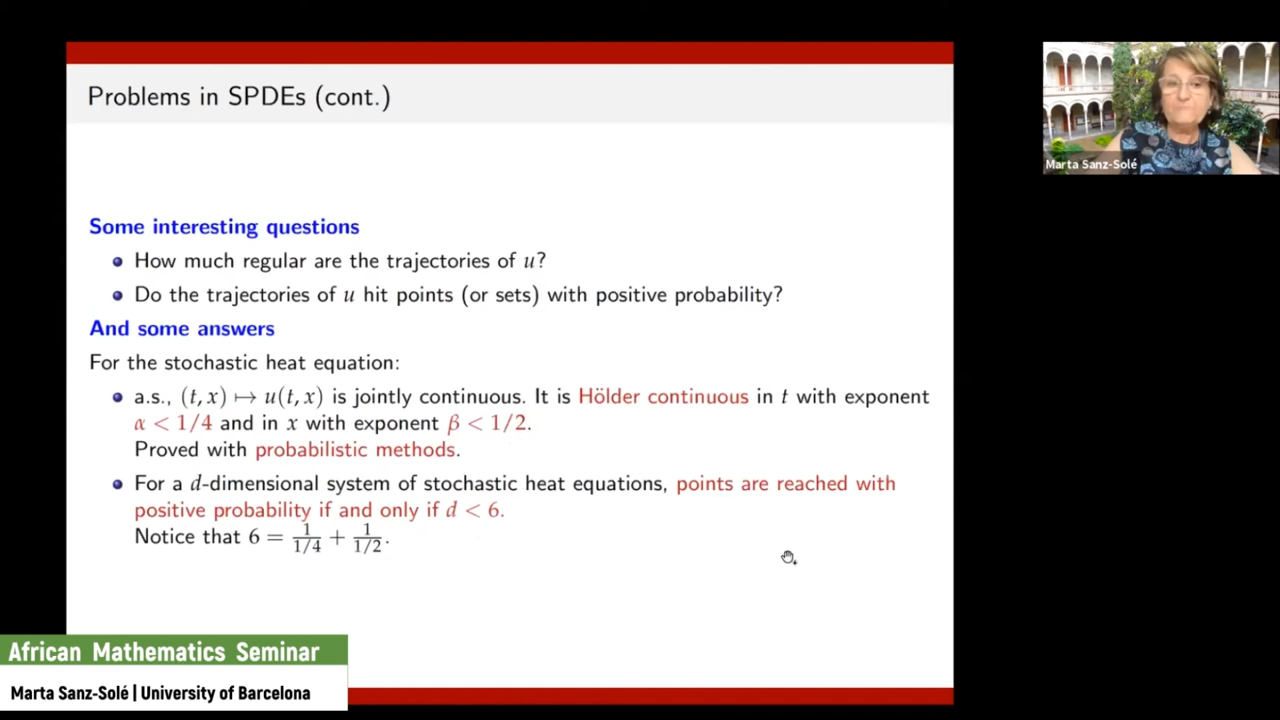 Problems in SPDEs (cont.)
Marta Sanz-Solé
Some interesting questions
How much regular are the trajectories of u?
Do the trajectories of u hit points (or sets) with positive probability?
And some answers
For the stochastic heat equation:
a.s., (t, x) ↦ u(t, x) is jointly continuous. It is Hölder continuous in t with exponent
α < 1/4 and in x with exponent β < 1/2.
Proved with probabilistic methods.
For a d-dimensional system of stochastic heat equations, points are reached with
positive probability if and only if d < 6.
Notice that 6 = 1/1/4 + 1/1/2.
African Mathematics Seminar
Marta Sanz-Solé | University of Barcelona